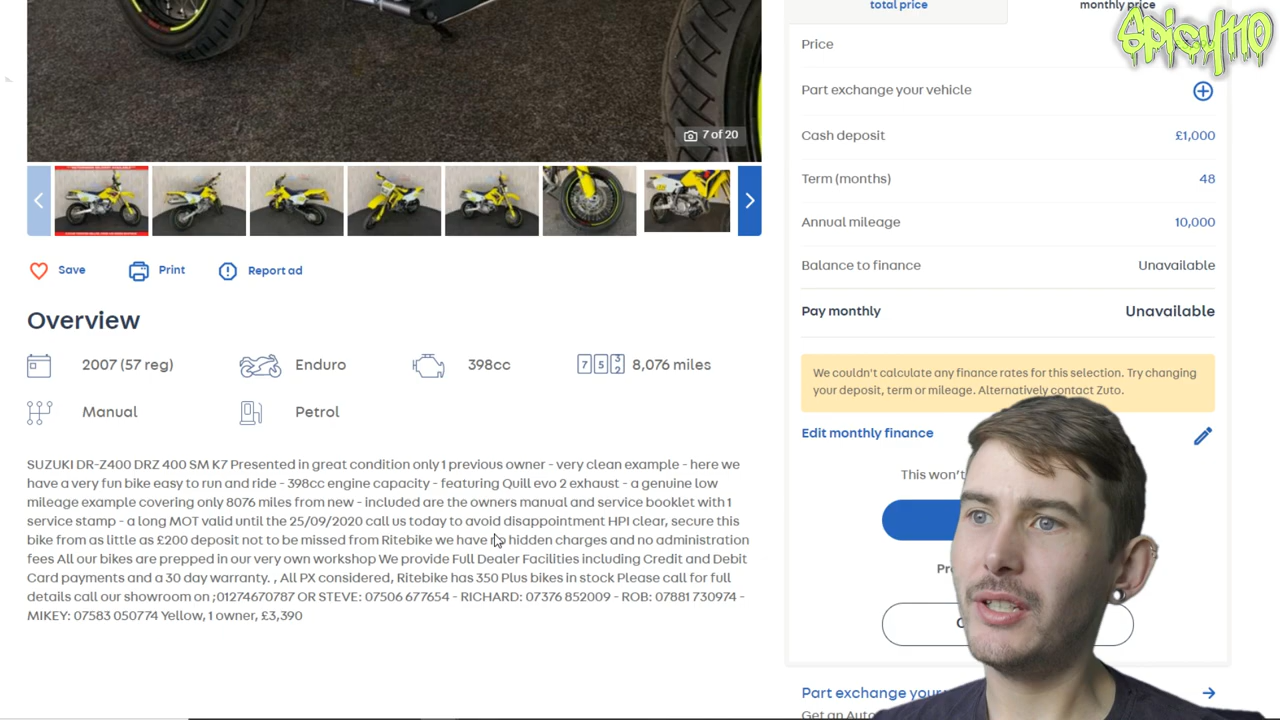 total price
monthly price
SPICY110
Price
Part exchange your vehicle
Cash deposit
£1,000
Term (months)
48
Annual mileage
10,000
Balance to finance
Unavailable
Pay monthly
Unavailable
We couldn't calculate any finance rates for this selection. Try changing
your deposit, term or mileage. Alternatively contact Zuto.
Edit monthly finance
This won't
Part exchange your
7 of 20
Save
Print
Report ad
Overview
2007 (57 reg)
Enduro
398cc
8,076 miles
Manual
Petrol
SUZUKI DR-Z400 DRZ 400 SM K7 Presented in great condition only 1 previous owner - very clean example - here we
have a very fun bike easy to run and ride - 398cc engine capacity - featuring Quill evo 2 exhaust - a genuine low
mileage example covering only 8076 miles from new - included are the owners manual and service booklet with 1
service stamp - a long MOT valid until the 25/09/2020 call us today to avoid disappointment HPI clear, secure this
bike from as little as £200 deposit not to be missed from Ritebike we have no hidden charges and no administration
fees All our bikes are prepped in our very own workshop We provide Full Dealer Facilities including Credit and Debit
Card payments and a 30 day warranty. , All PX considered, Ritebike has 350 Plus bikes in stock Please call for full
details call our showroom on ;01274670787 OR STEVE: 07506 677654 - RICHARD: 07376 852009 - ROB: 07881 730974 -
MIKEY: 07583 050774 Yellow, 1 owner, £3,390